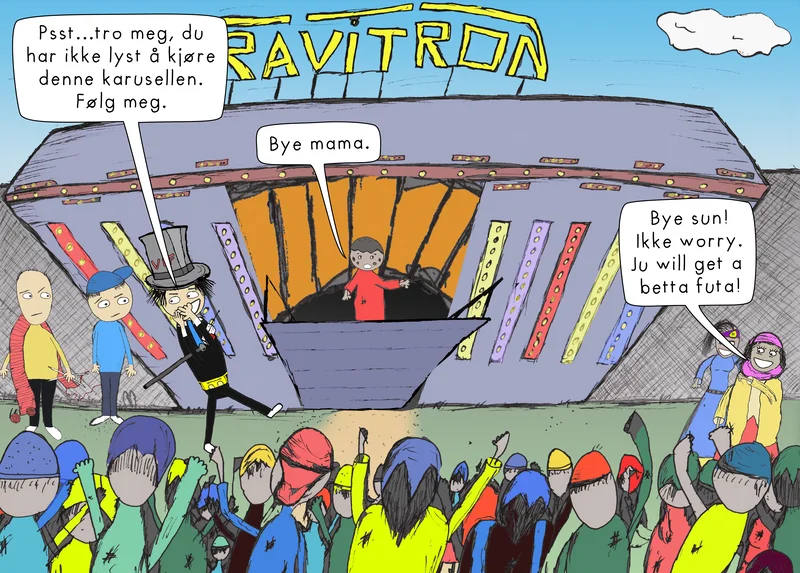 RAVITRON
Psst...tro meg, du
har ikke lyst å kjøre
denne karusellen.
Følg meg.
Bye mama.
Bye sun!
Ikke worry.
Ju will get a
betta futa!